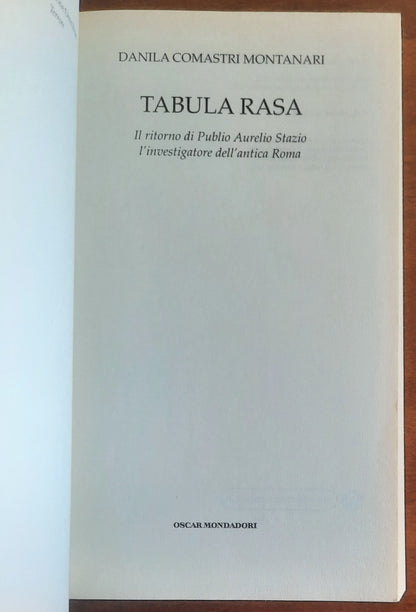 DANILA COMASTRI MONTANARI
TABULA RASA
Il ritorno di Publio Aurelio Stazio
l'investigatore dell'antica Roma
OSCAR MONDADORI